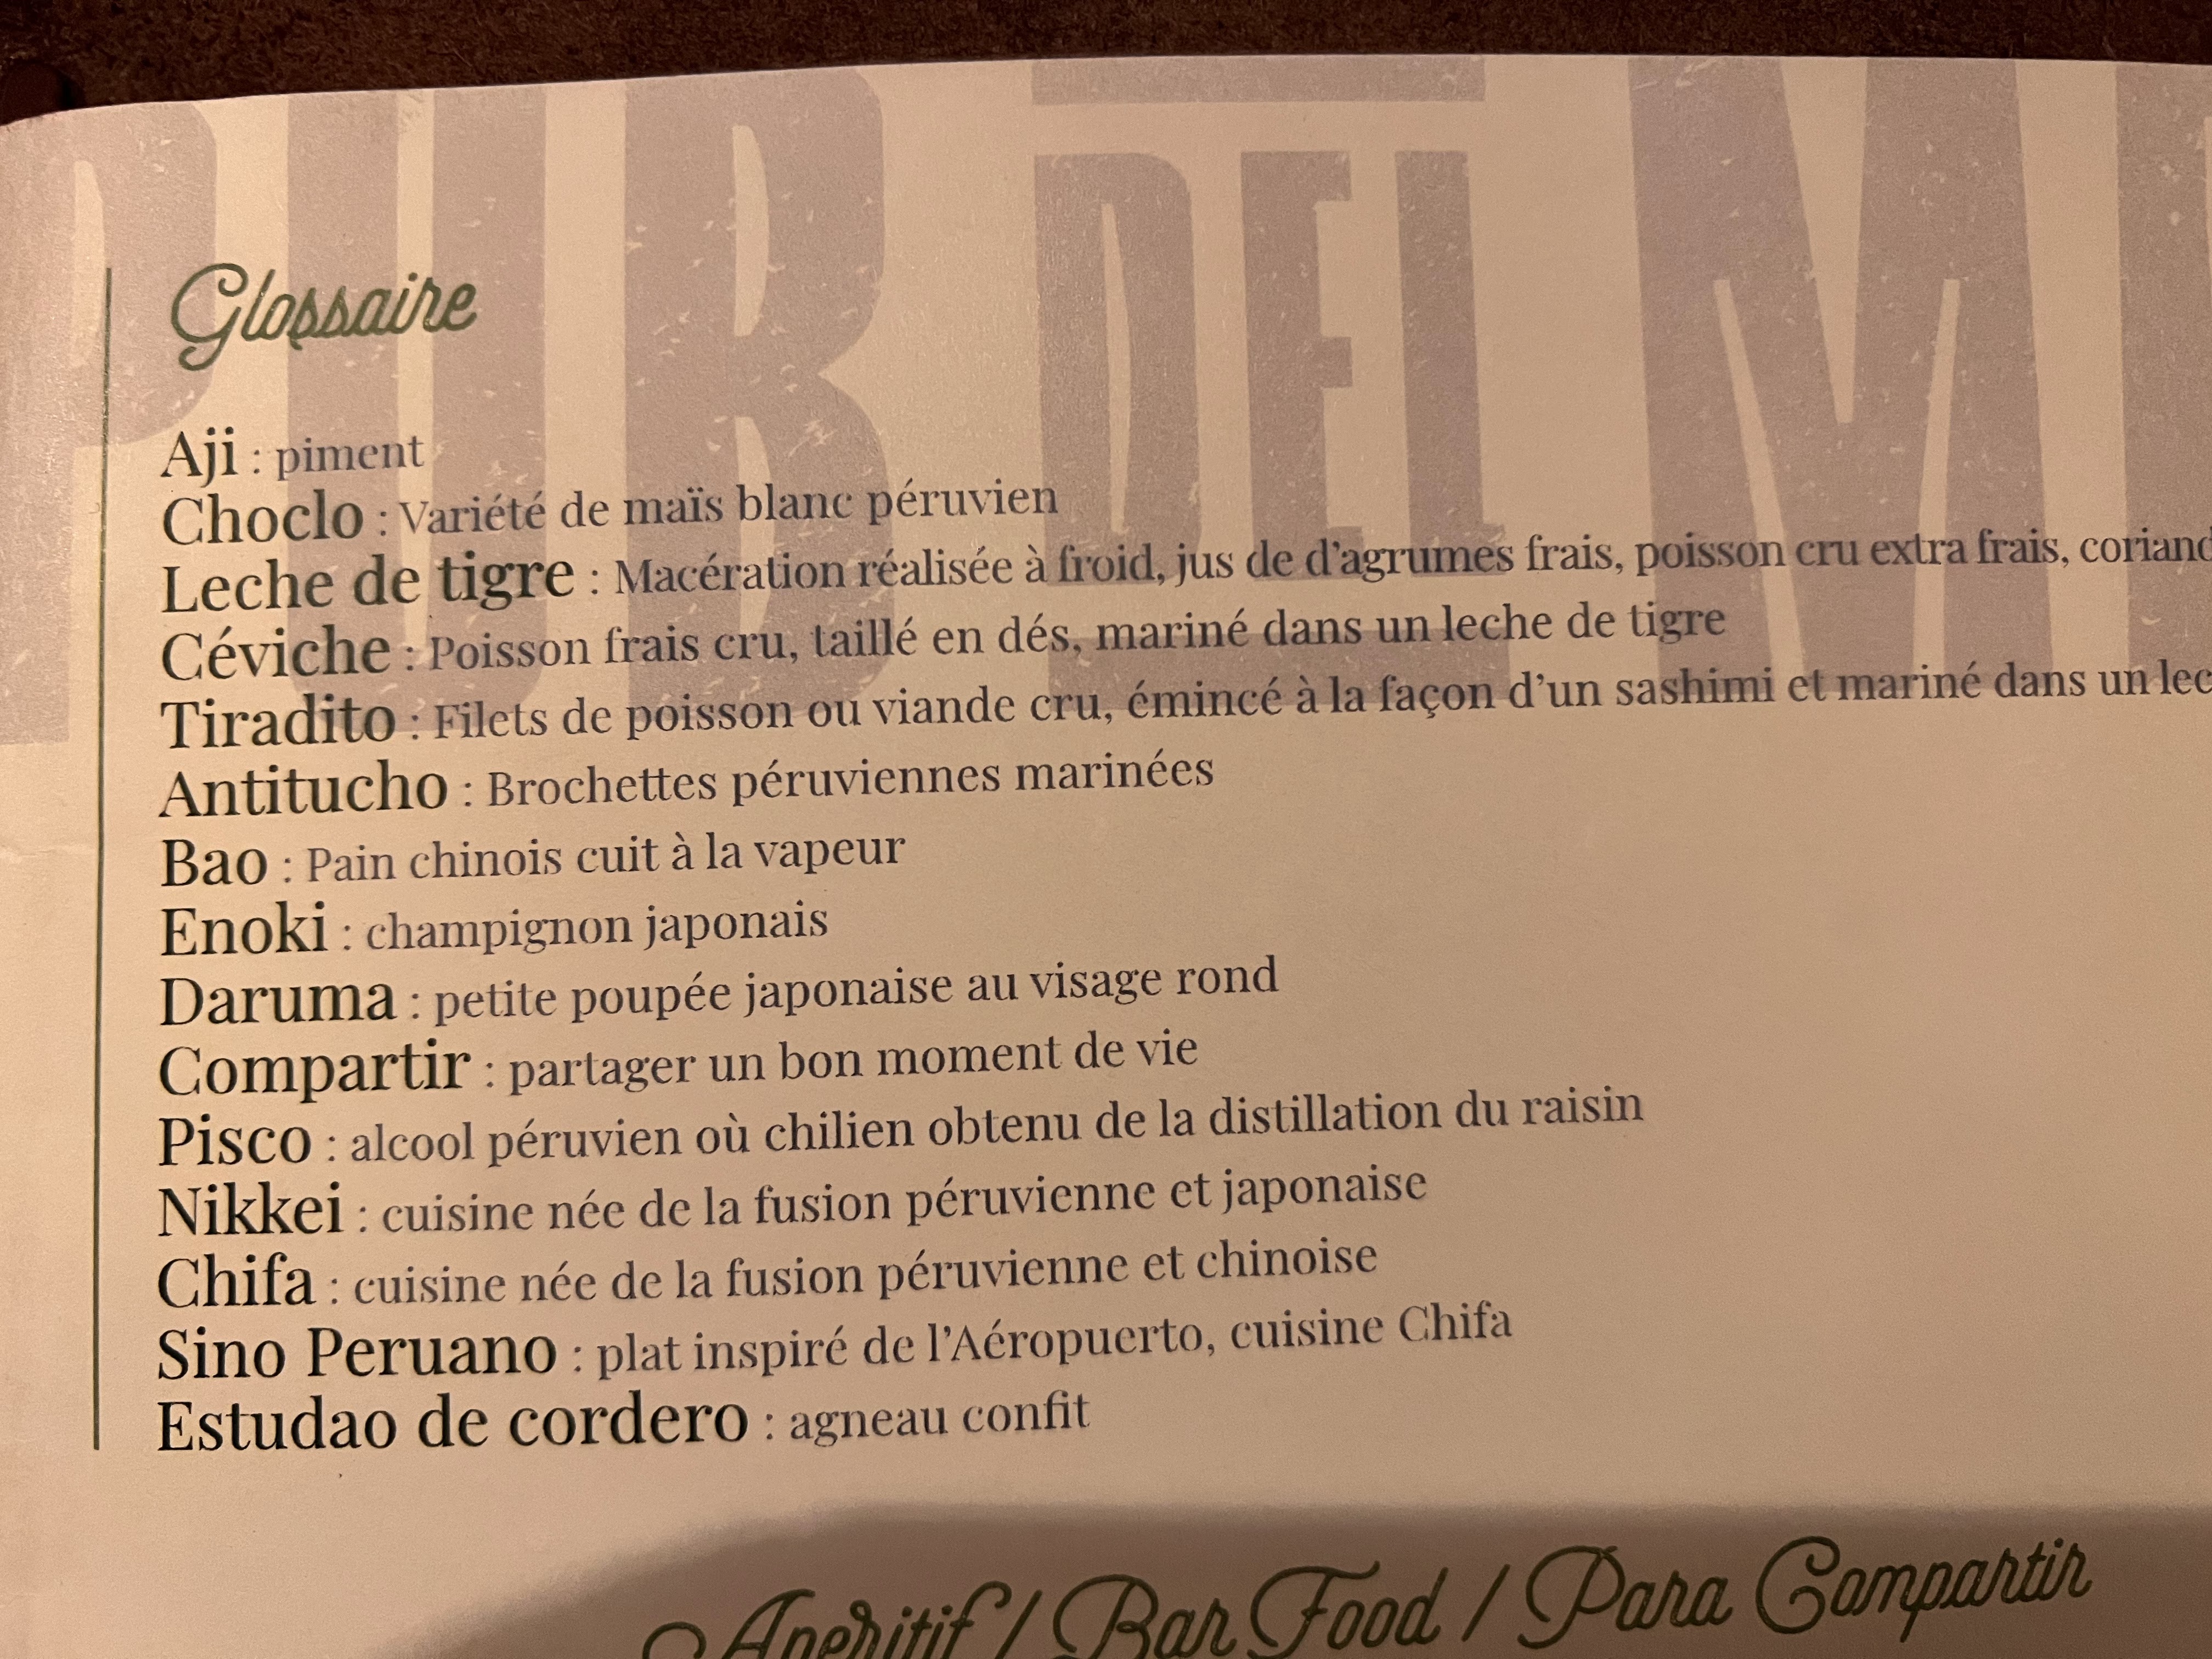 SUR DEL M
Glossaire
Aji : piment
Choclo : Variété de maïs blanc péruvien
Leche de tigre : Macération réalisée à froid, jus de d'agrumes frais, poisson cru extra frais,
Céviche : Poisson frais cru, taillé en dés, mariné dans un leche de tigre
Tiradito : Filets de poisson ou viande cru, émincé à la façon d'un sashimi et mariné dans un
Antitucho : Brochettes péruviennes marinées
Bao : Pain chinois cuit à la vapeur
Enoki : champignon japonais
Daruma : petite poupée japonaise au visage rond
Compartir : partager un bon moment de vie
Pisco : alcool péruvien où chilien obtenu de la distillation du raisin
Nikkei : cuisine née de la fusion péruvienne et japonaise
Chifa : cuisine née de la fusion péruvienne et chinoise
Sino Peruano : plat inspiré de l'Aéropuerto, cuisine Chifa
Estudao de cordero : agneau confit
Aperitif / Bar Food / Para Compartir